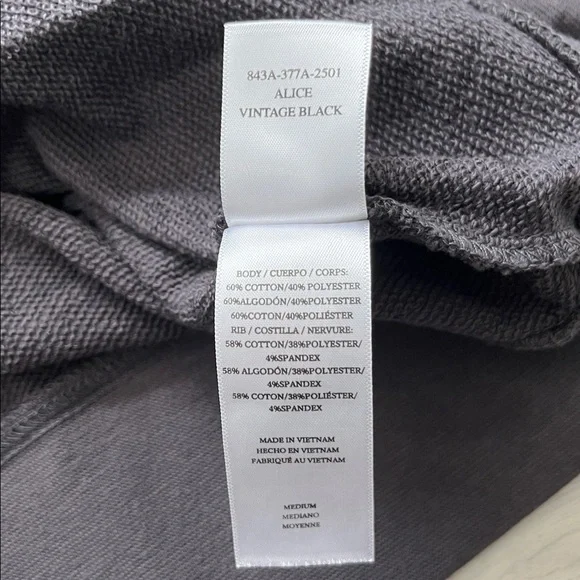 843A-377A-2501
ALICE
VINTAGE BLACK
BODY / CUERPO / CORPS:
60% COTTON/40% POLYESTER
60%ALGODÓN/40% POLIÉSTER
60%COTON/40% POLIÉSTER
RIB / COSTILLA / NERVURE:
58% COTTON/38%POLYESTER/
4%SPANDEX
58% ALGODÓN/38%POLIÉSTER/
4%SPANDEX
58% COTON/38%POLIÉSTER/
4%SPANDEX
MADE IN VIETNAM
HECHO EN VIETNAM
FABRIQUÉ AU VIETNAM
MEDIUM
MEDIANO
MOYENNE